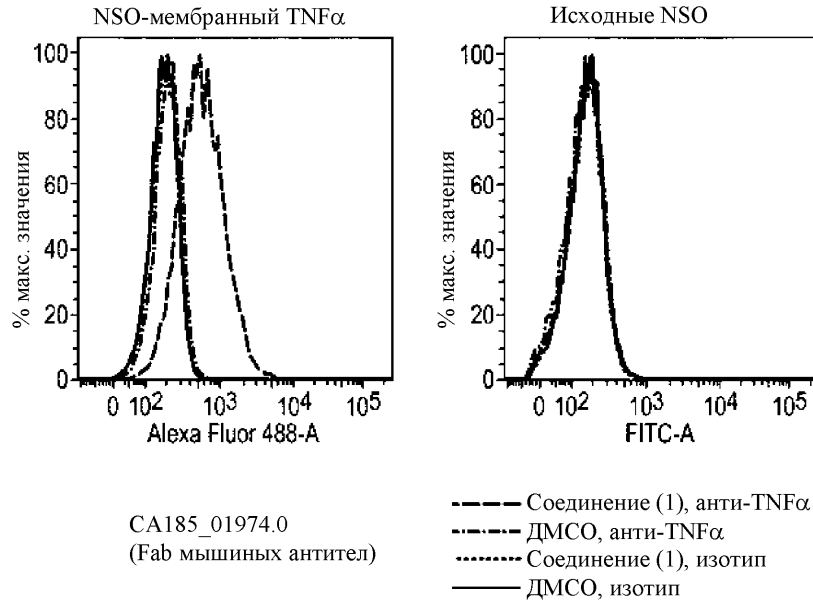 NSO-мембранный TNFα
Исходные NSO
% макс. значения
100
80
60
40
20
0
0 10² 10³ 10⁴ 10⁵
Alexa Fluor 488-A
% макс. значения
100
80
60
40
20
0
0 10² 10³ 10⁴ 10⁵
FITC-A
CA185_01974.0
(Fab мышиных антител)
Соединение (1), анти-TNFα
ДМСО, анти-TNFα
Соединение (1), изотип
ДМСО, изотип